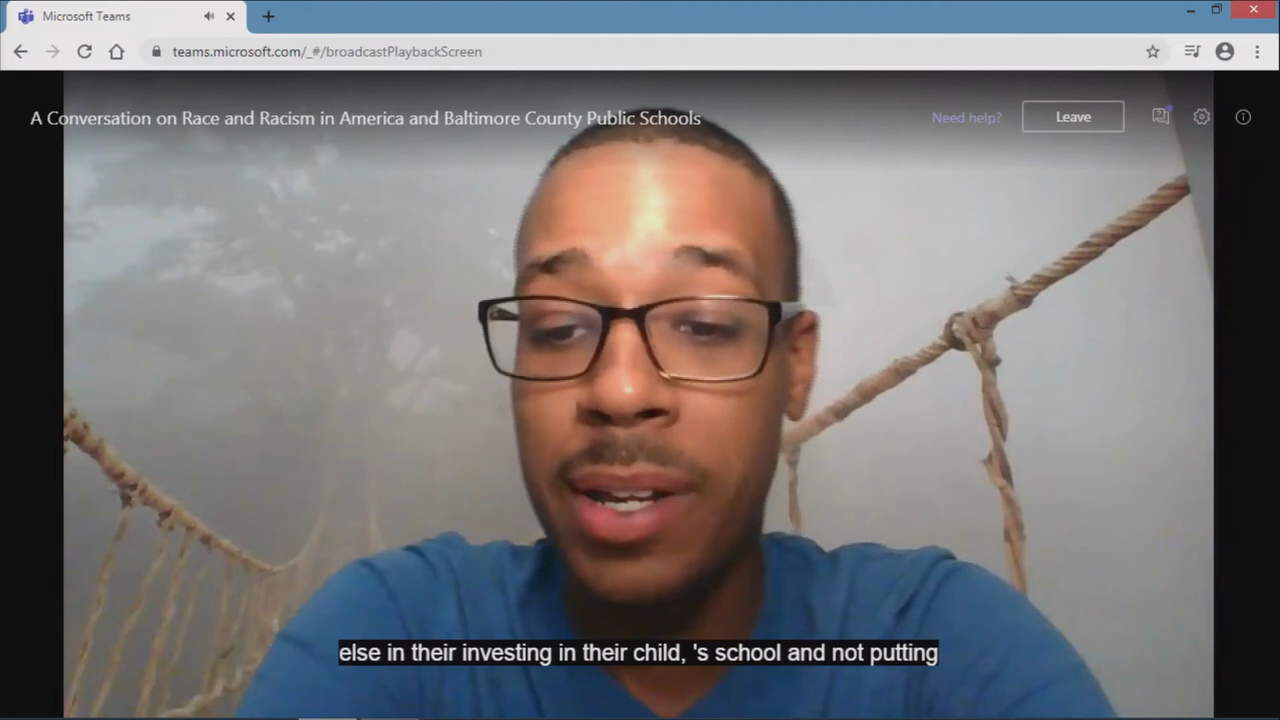 Microsoft Teams
teams.microsoft.com/_#/broadcastPlaybackScreen
A Conversation on Race and Racism in America and Baltimore County Public Schools
Need help?
Leave
else in their investing in their child, 's school and not putting